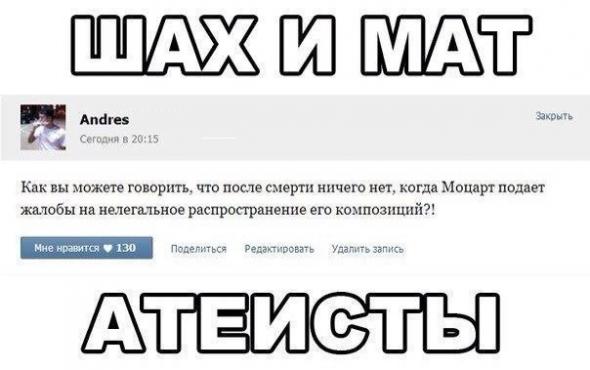 ШАХ И МАТ
Andres
Закрыть
Сегодня в 20:15
Как вы можете говорить, что после смерти ничего нет, когда Моцарт подает
жалобы на нелегальное распространение его композиций?!
Мне нравится ♥ 130 Поделиться Редактировать Удалить запись
АТЕИСТЫ